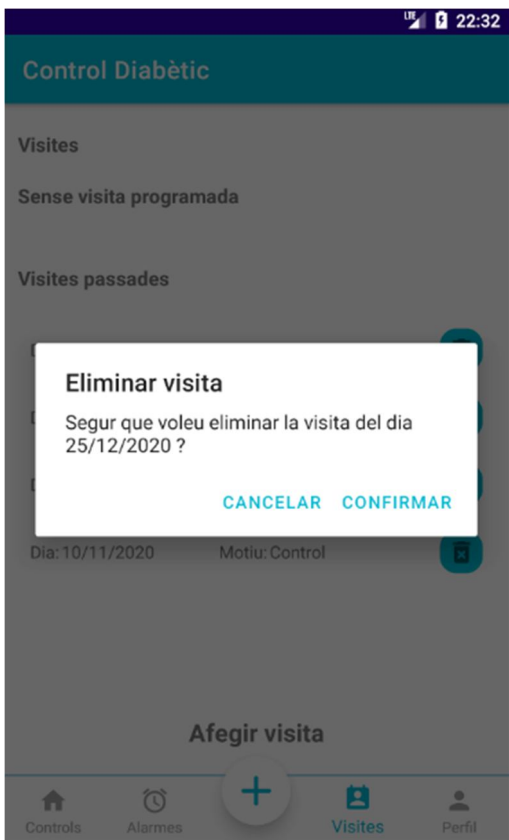 LTE 22:32
Control Diabètic
Visites
Sense visita programada
Visites passades
Eliminar visita
Segur que voleu eliminar la visita del dia
25/12/2020 ?
CANCELAR CONFIRMAR
Dia: 10/11/2020 Motiu: Control
Afegir visita
Controls Alarmes Visites Perfil